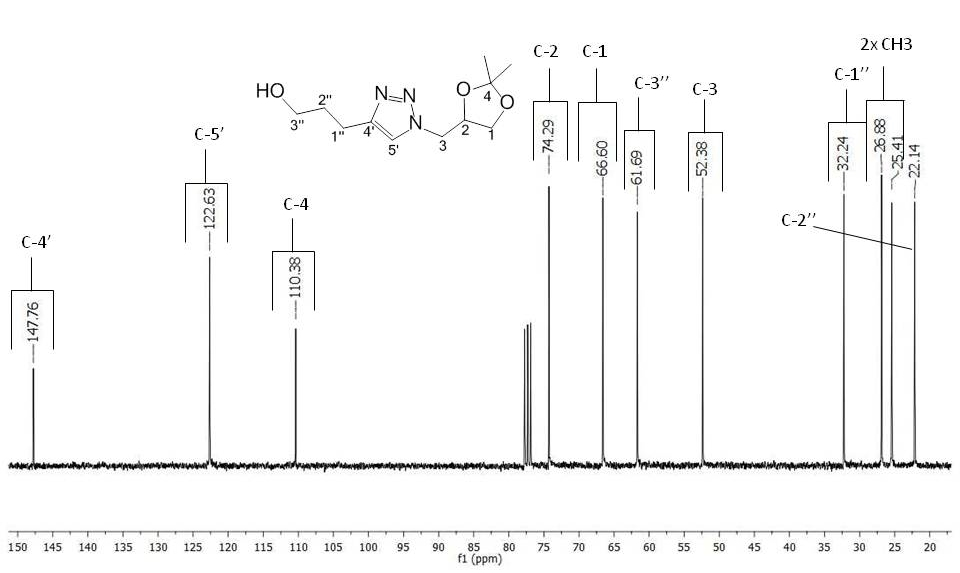 2x CH3
C-2
C-1
C-1’’
C-3’’
C-3
HO
2"
3"
1"
4'
5'
N
N
N
3
2
1
4
O
O
C-5’
C-4
C-4’
C-2’’
147.76
122.63
110.38
74.29
66.60
61.69
52.38
32.24
26.88
25.41
22.14
150 145 140 135 130 125 120 115 110 105 100 95 90 85 80 75 70 65 60 55 50 45 40 35 30 25 20
f1 (ppm)